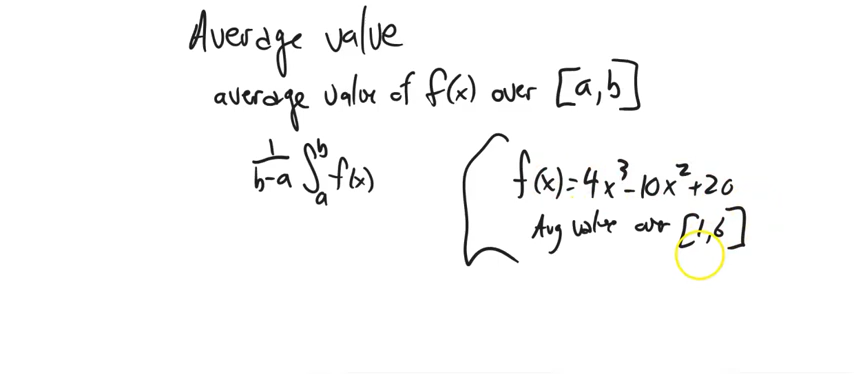 Average value
average value of f(x) over [a,b]
1/(b-a) ∫_a^b f(x)
f(x)=4x³-10x²+20
Avg value over [1,6]